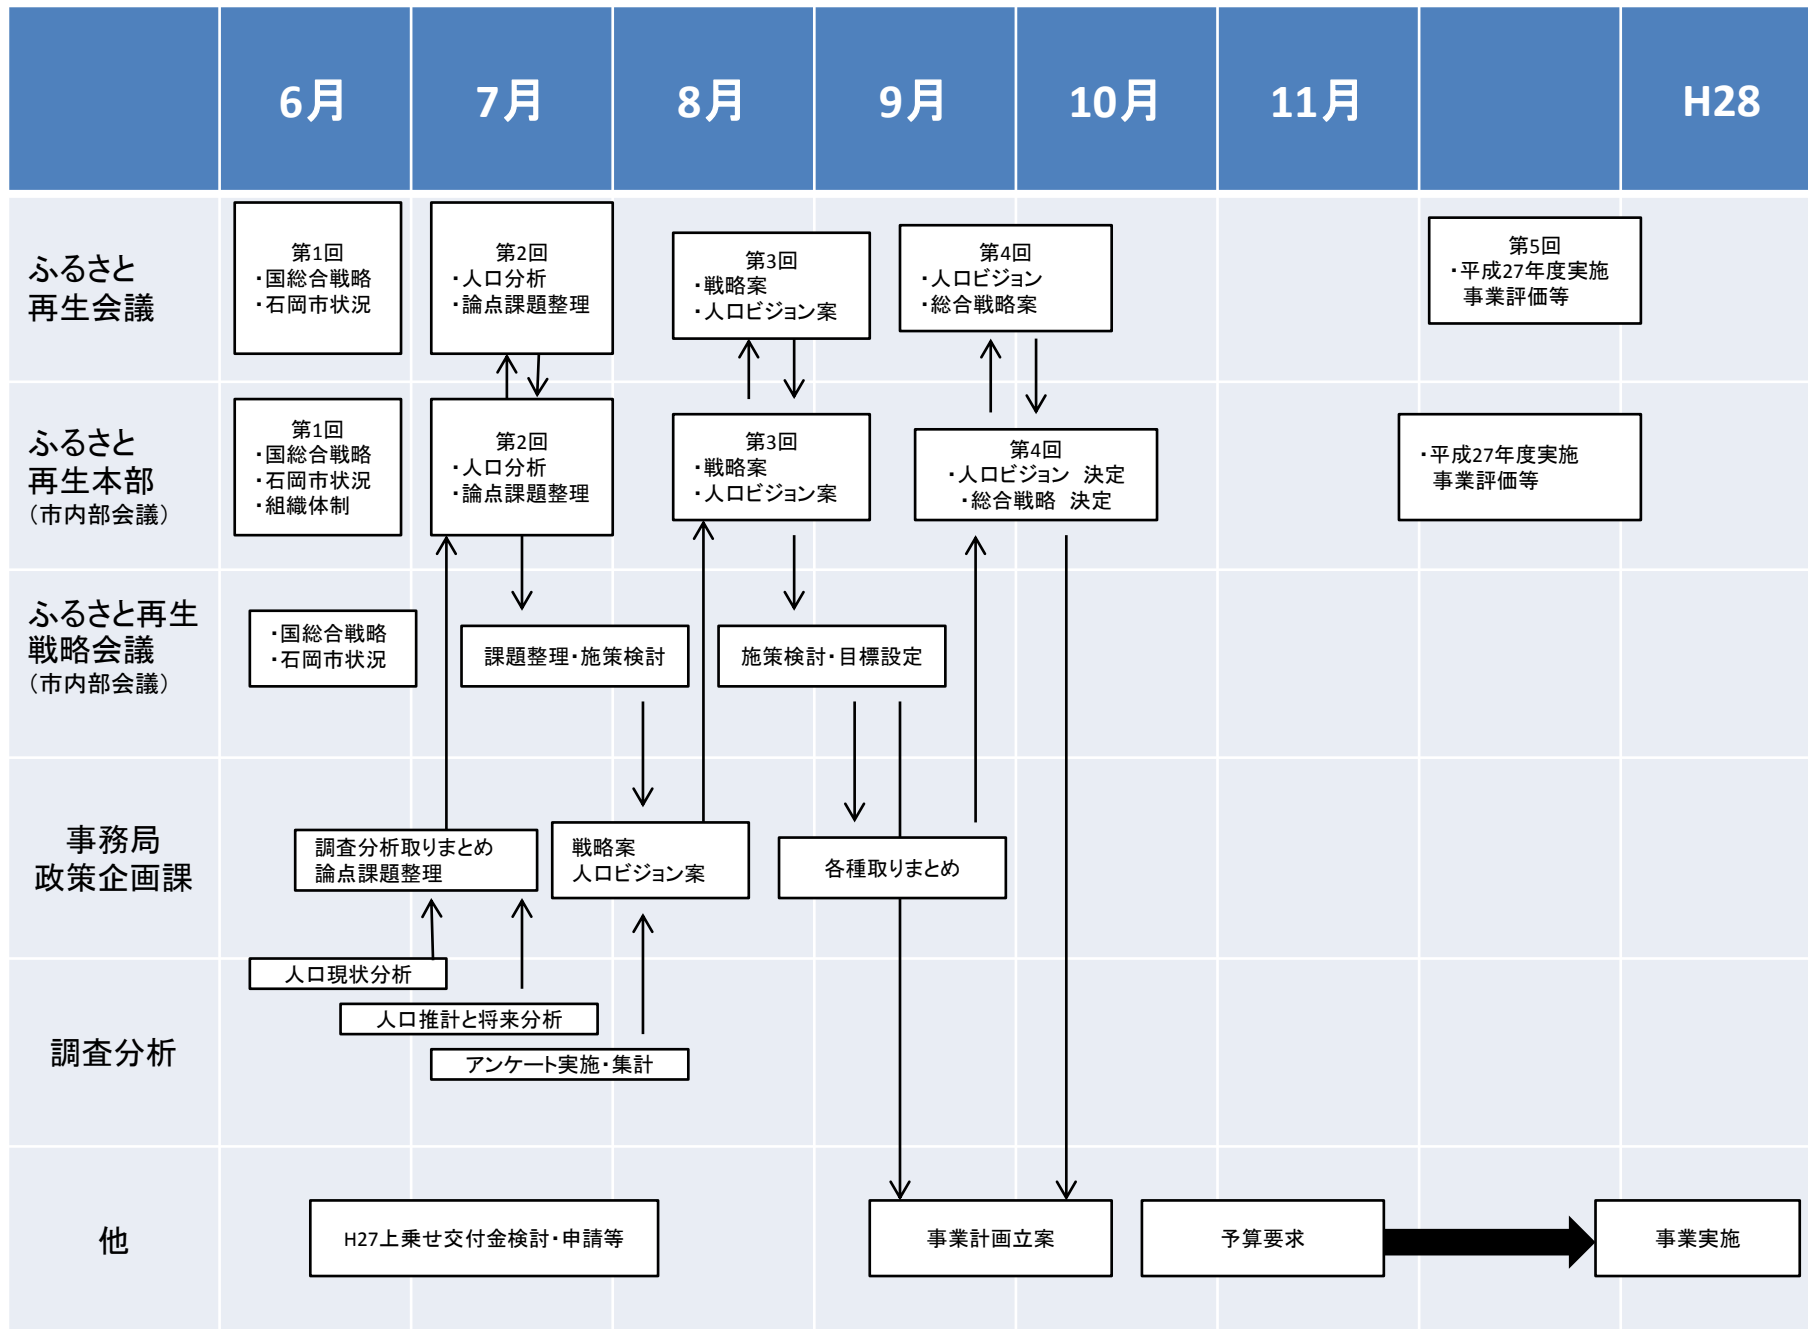 6月
7月
8月
9月
10月
11月
H28
ふるさと
再生会議
第1回
・国総合戦略
・石岡市状況
第2回
・人口分析
・論点課題整理
第3回
・戦略案
・人口ビジョン案
第4回
・人口ビジョン
・総合戦略案
第5回
・平成27年度実施
事業評価等
ふるさと
再生本部
（市内部会議）
第1回
・国総合戦略
・石岡市状況
・組織体制
第2回
・人口分析
・論点課題整理
第3回
・戦略案
・人口ビジョン案
第4回
・人口ビジョン 決定
・総合戦略 決定
・平成27年度実施
事業評価等
ふるさと再生
戦略会議
（市内部会議）
・国総合戦略
・石岡市状況
課題整理・施策検討
施策検討・目標設定
事務局
政策企画課
調査分析取りまとめ
論点課題整理
戦略案
人口ビジョン案
各種取りまとめ
調査分析
人口現状分析
人口推計と将来分析
アンケート実施・集計
他
H27上乗せ交付金検討・申請等
事業計画立案
予算要求
事業実施